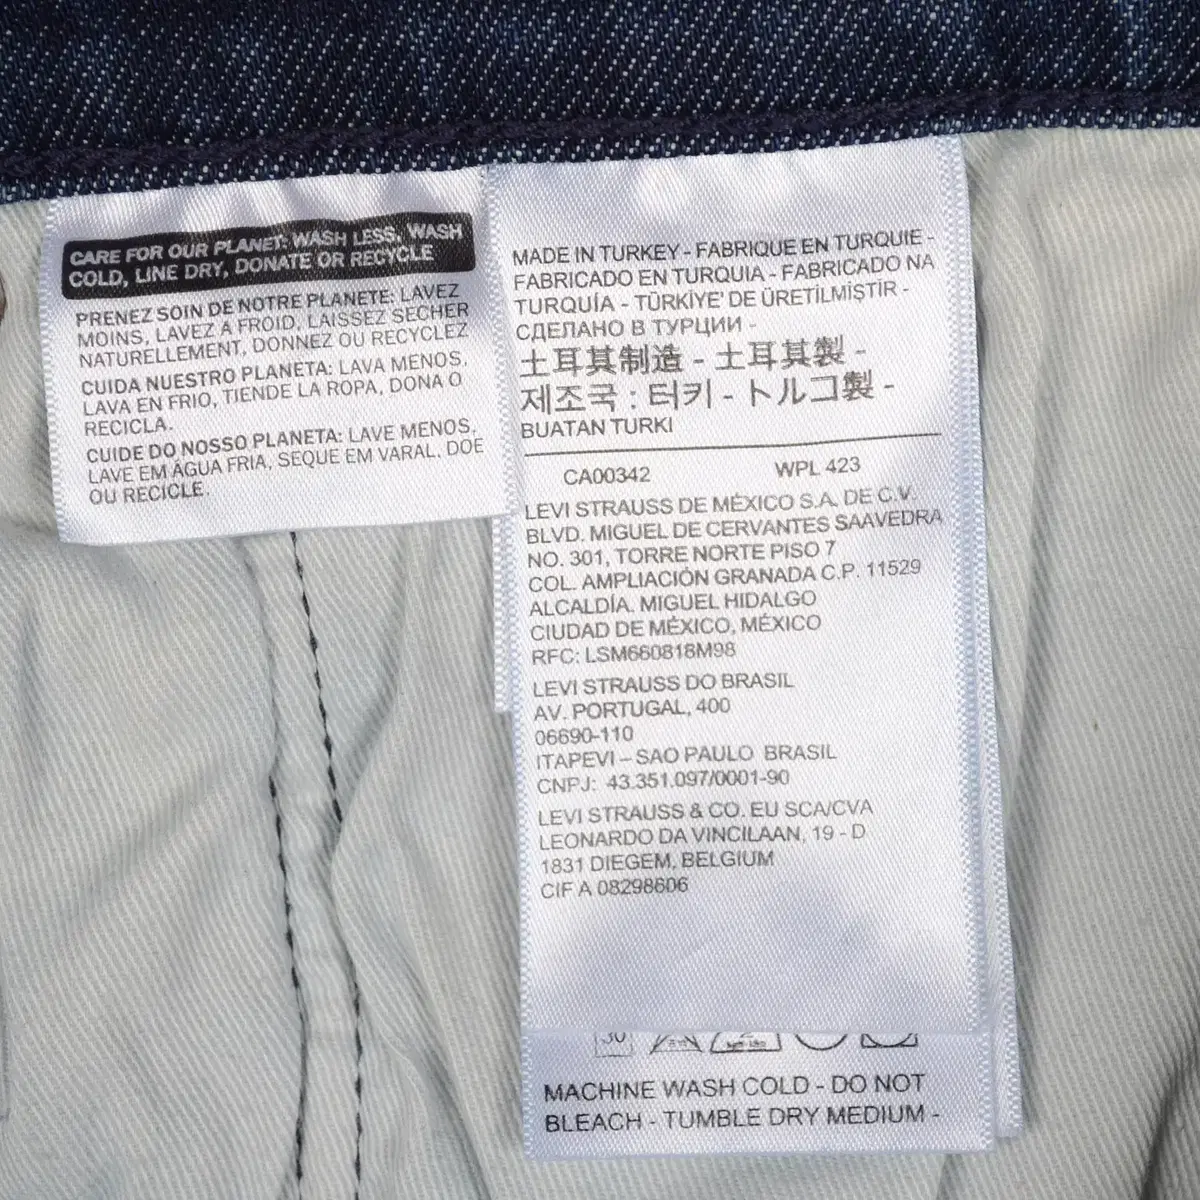 CARE FOR OUR PLANET: WASH LESS, WASH
COLD, LINE DRY, DONATE OR RECYCLE
PRENEZ SOIN DE NOTRE PLANETE: LAVEZ
MOINS, LAVEZ A FROID, LAISSEZ SECHER
NATURELLEMENT, DONNEZ OU RECYCLEZ
CUIDA NUESTRO PLANETA: LAVA MENOS,
LAVA EN FRIO, TIENDE LA ROPA, DONA O
RECICLA.
CUIDE DO NOSSO PLANETA: LAVE MENOS,
LAVE EM ÁGUA FRIA, SEQUE EM VARAL, DOE
OU RECICLE.
MADE IN TURKEY - FABRIQUE EN TURQUIE -
FABRICADO EN TURQUIA - FABRICADO NA
TURQUÍA - TÜRKİYE' DE ÜRETİLMİŞTİR -
СДЕЛАНО В ТУРЦИИ -
土耳其制造 - 土耳其製 -
제조국 : 터키 - トルコ製 -
BUATAN TURKI
CA00342 WPL 423
LEVI STRAUSS DE MÉXICO S.A. DE C.V.
BLVD. MIGUEL DE CERVANTES SAAVEDRA
NO. 301, TORRE NORTE PISO 7
COL. AMPLIACIÓN GRANADA C.P. 11529
ALCALDÍA. MIGUEL HIDALGO
CIUDAD DE MÉXICO, MÉXICO
RFC: LSM660818M98
LEVI STRAUSS DO BRASIL
AV. PORTUGAL, 400
06690-110
ITAPEVI – SAO PAULO BRASIL
CNPJ: 43.351.097/0001-90
LEVI STRAUSS & CO. EU SCA/CVA
LEONARDO DA VINCILAAN, 19 - D
1831 DIEGEM, BELGIUM
CIF A 08298606
30
MACHINE WASH COLD - DO NOT
BLEACH - TUMBLE DRY MEDIUM -